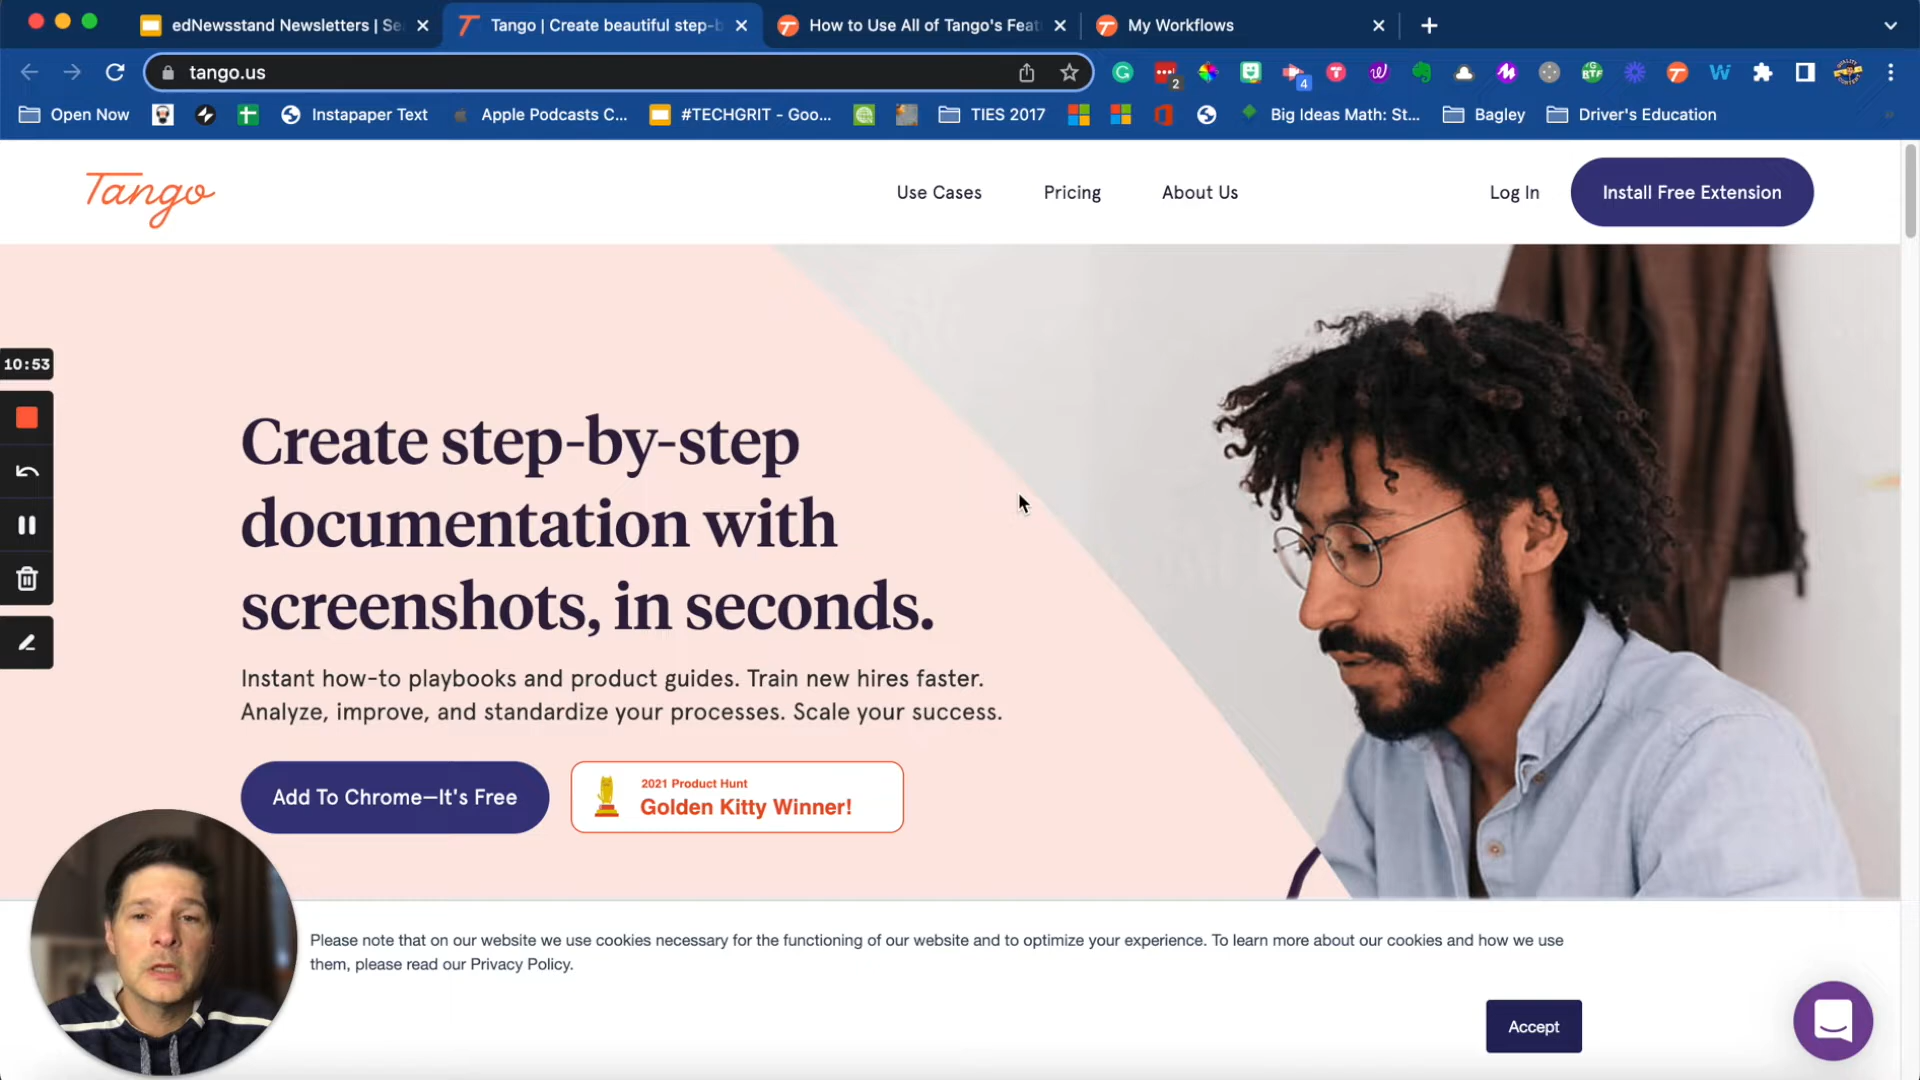 edNewsstand Newsletters | Se
Tango | Create beautiful step-b
How to Use All of Tango's Feat
My Workflows
tango.us
2
4
Open Now
Instapaper Text
Apple Podcasts C...
#TECHGRIT - Goo...
TIES 2017
Big Ideas Math: St...
Bagley
Driver's Education
Tango
Use Cases
Pricing
About Us
Log In
Install Free Extension
10:53
Create step-by-step
documentation with
screenshots, in seconds.
Instant how-to playbooks and product guides. Train new hires faster.
Analyze, improve, and standardize your processes. Scale your success.
Add To Chrome—It's Free
2021 Product Hunt
Golden Kitty Winner!
Please note that on our website we use cookies necessary for the functioning of our website and to optimize your experience. To learn more about our cookies and how we use
them, please read our Privacy Policy.
Accept